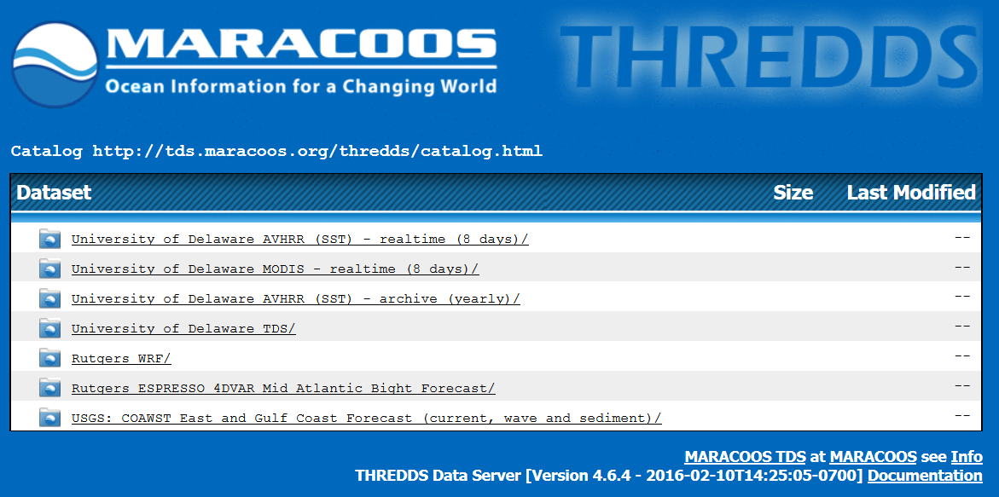 MARACOOS
Ocean Information for a Changing World
THREDDS
Catalog http://tds.maracoos.org/thredds/catalog.html
Dataset Size Last Modified
University of Delaware AVHRR (SST) - realtime (8 days)/ --
University of Delaware MODIS - realtime (8 days)/ --
University of Delaware AVHRR (SST) - archive (yearly)/ --
University of Delaware TDS/ --
Rutgers WRF/ --
Rutgers ESPRESSO 4DVAR Mid Atlantic Bight Forecast/ --
USGS: COAWST East and Gulf Coast Forecast (current, wave and sediment)/ --
MARACOOS TDS at MARACOOS see Info
THREDDS Data Server [Version 4.6.4 - 2016-02-10T14:25:05-0700] Documentation